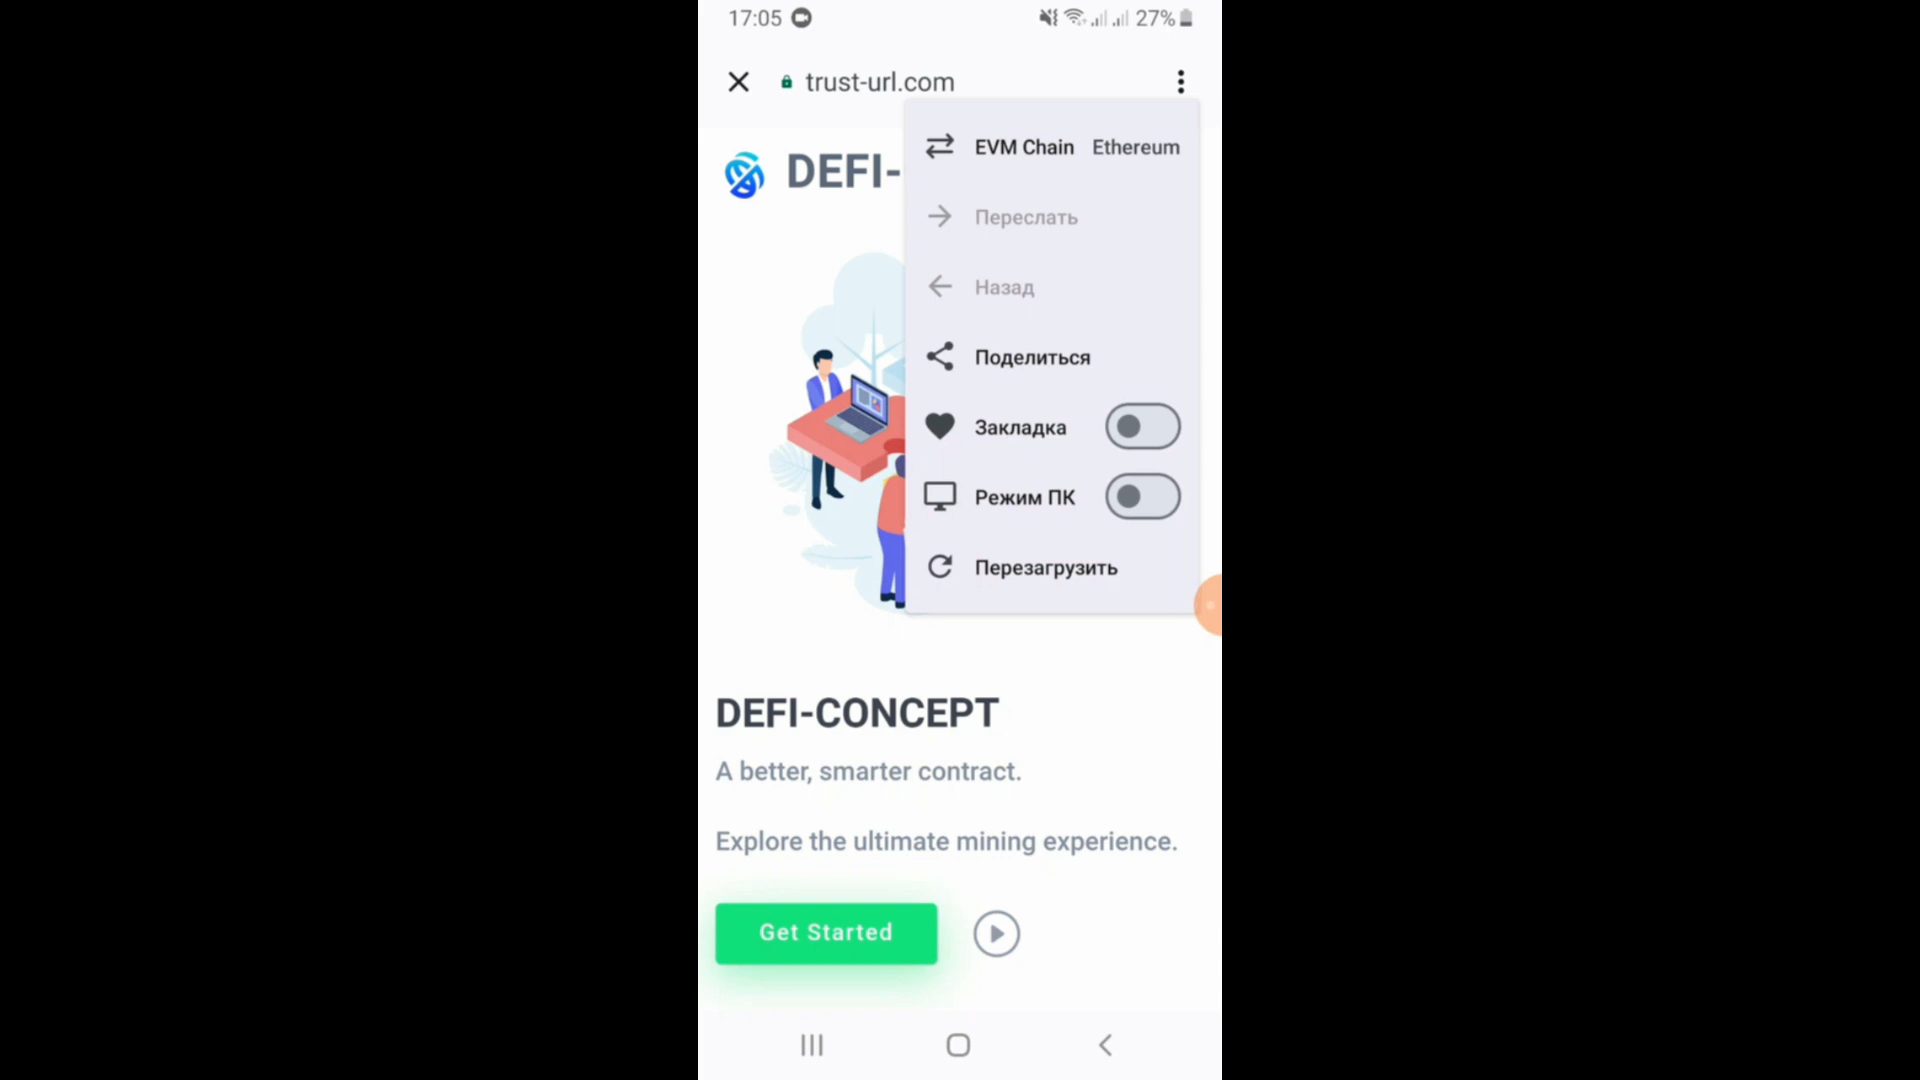 17:05
27%
trust-url.com
DEFI-
EVM Chain Ethereum
Переслать
Назад
Поделиться
Закладка
Режим ПК
Перезагрузить
DEFI-CONCEPT
A better, smarter contract.
Explore the ultimate mining experience.
Get Started